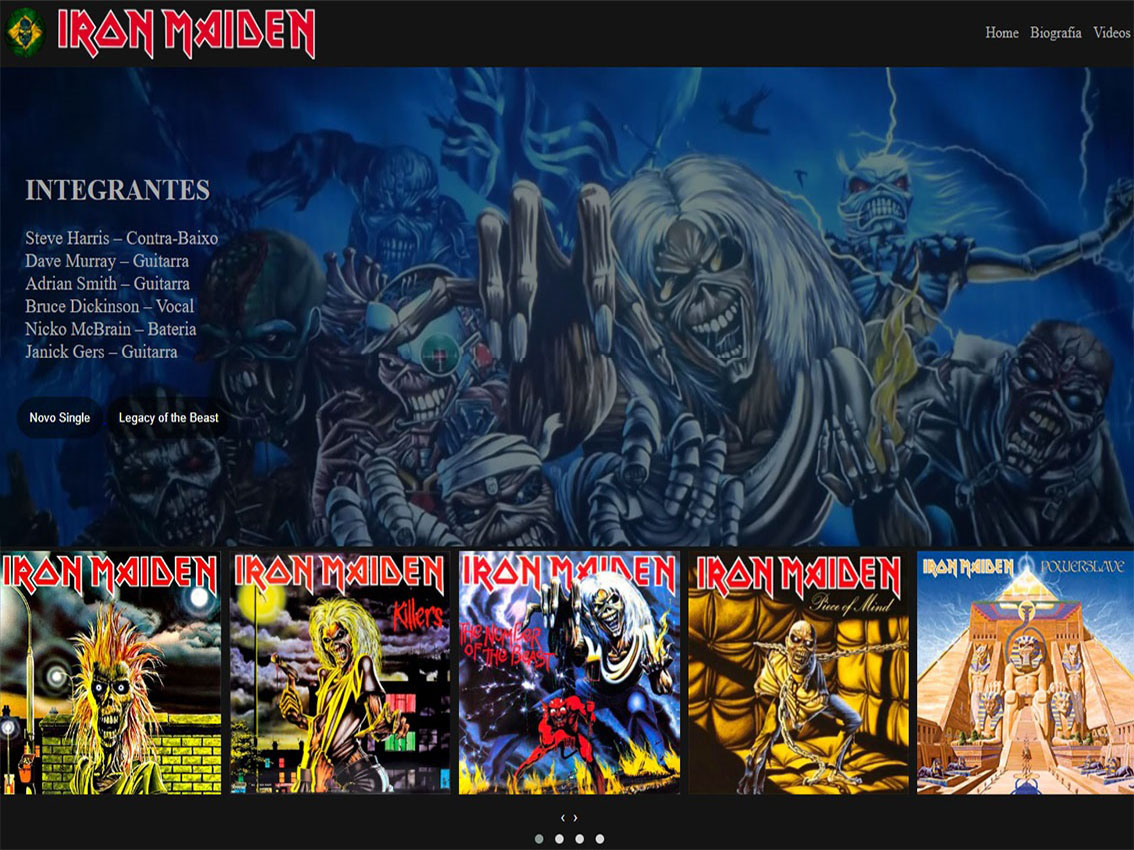 IRON MAIDEN
Home Biografía Videos
INTEGRANTES
Steve Harris – Contra-Baixo
Dave Murray – Guitarra
Adrian Smith – Guitarra
Bruce Dickinson – Vocal
Nicko McBrain – Bateria
Janick Gers – Guitarra
Novo Single
Legacy of the Beast
IRON MAIDEN
IRON MAIDEN
Killers
IRON MAIDEN
THE NUMBER
OF THE BEAST
IRON MAIDEN
Piece of Mind
IRON MAIDEN POWERSLAVE